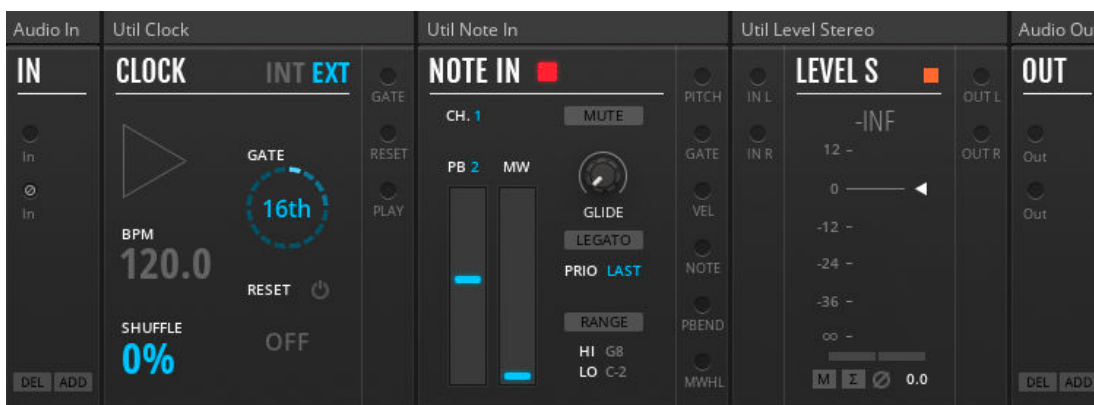 Audio In
Util Clock
Util Note In
Util Level Stereo
Audio Ou
IN
In
In
DEL ADD
CLOCK
INT EXT
GATE
16th
BPM
120.0
RESET
SHUFFLE
0%
OFF
GATE
RESET
PLAY
NOTE IN
CH. 1
MUTE
PB 2 MW
GLIDE
LEGATO
PRIO LAST
RANGE
HI G8
LO C-2
PITCH
GATE
VEL
NOTE
PBEND
MWHL
IN L
IN R
LEVEL S
-INF
12 -
0
-12 -
-24 -
-36 -
∞ -
M Σ Ø 0.0
OUT L
OUT R
OUT
Out
Out
DEL ADD